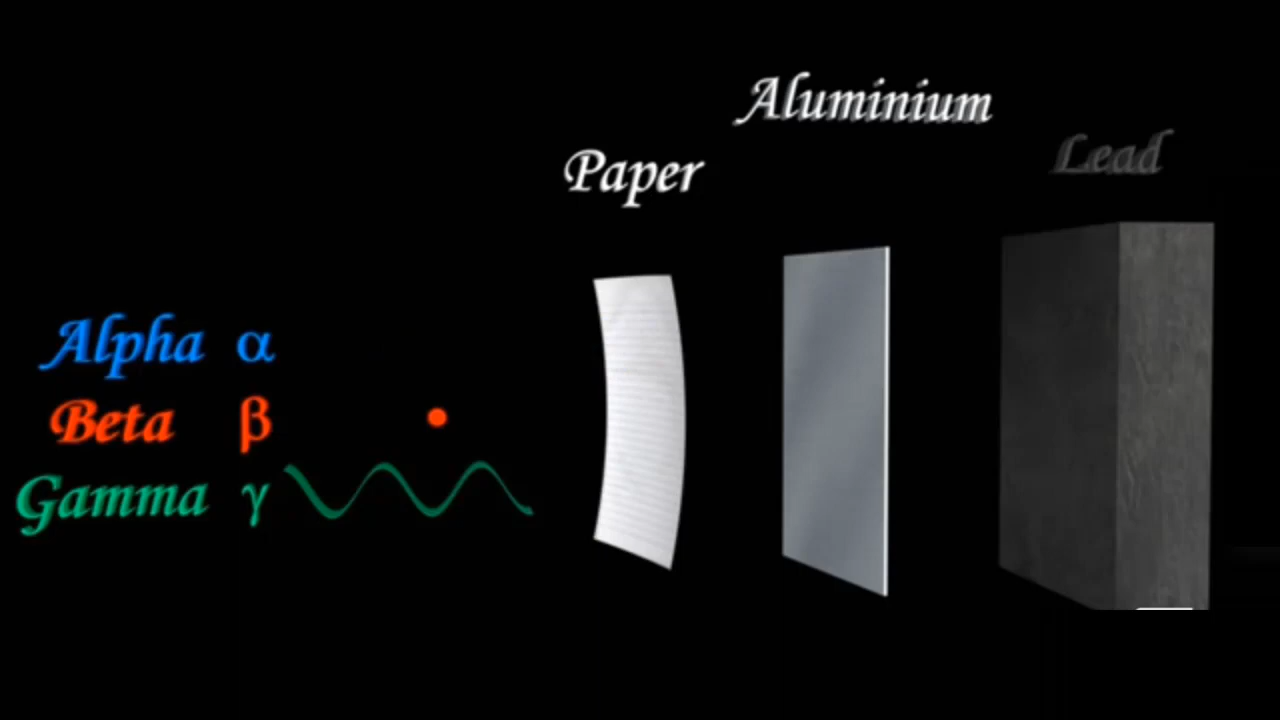 Aluminium
Lead
Paper
Alpha α
Beta β
Gamma γ